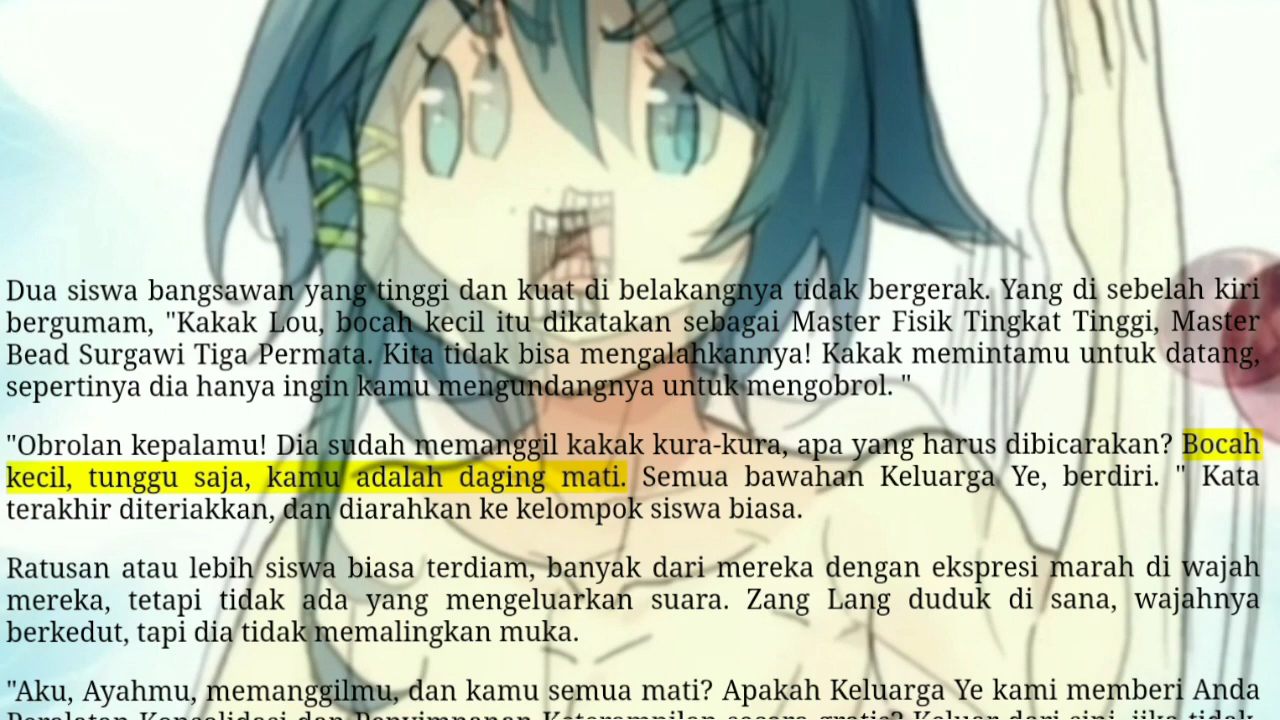 Dua siswa bangsawan yang tinggi dan kuat di belakangnya tidak bergerak. Yang di sebelah kiri
bergumam, "Kakak Lou, bocah kecil itu dikatakan sebagai Master Fisik Tingkat Tinggi, Master
Bead Surgawi Tiga Permata. Kita tidak bisa mengalahkannya! Kakak memintamu untuk datang,
sepertinya dia hanya ingin kamu mengundangnya untuk mengobrol. "
"Obrolan kepalamu! Dia sudah memanggil kakak kura-kura, apa yang harus dibicarakan? Bocah
kecil, tunggu saja, kamu adalah daging mati. Semua bawahan Keluarga Ye, berdiri. " Kata
terakhir diteriakkan, dan diarahkan ke kelompok siswa biasa.
Ratusan atau lebih siswa biasa terdiam, banyak dari mereka dengan ekspresi marah di wajah
mereka, tetapi tidak ada yang mengeluarkan suara. Zang Lang duduk di sana, wajahnya
berkedut, tapi dia tidak memalingkan muka.
"Aku, Ayahmu, memanggilmu, dan kamu semua mati? Apakah Keluarga Ye kami memberi Anda